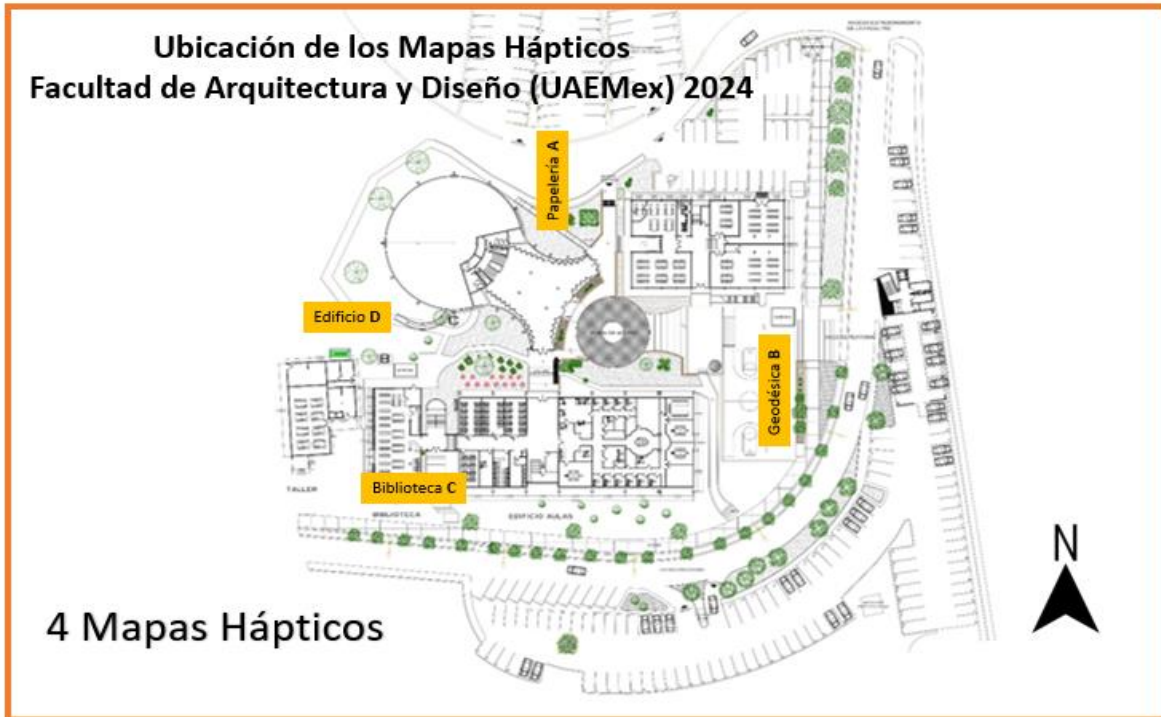 Ubicación de los Mapas Hápticos
Facultad de Arquitectura y Diseño (UAEMex) 2024
Papelería A
Edificio D
Geodésica B
Biblioteca C
TALLER
BIBLIOTECA
EDIFICIO AULAS
N
4 Mapas Hápticos